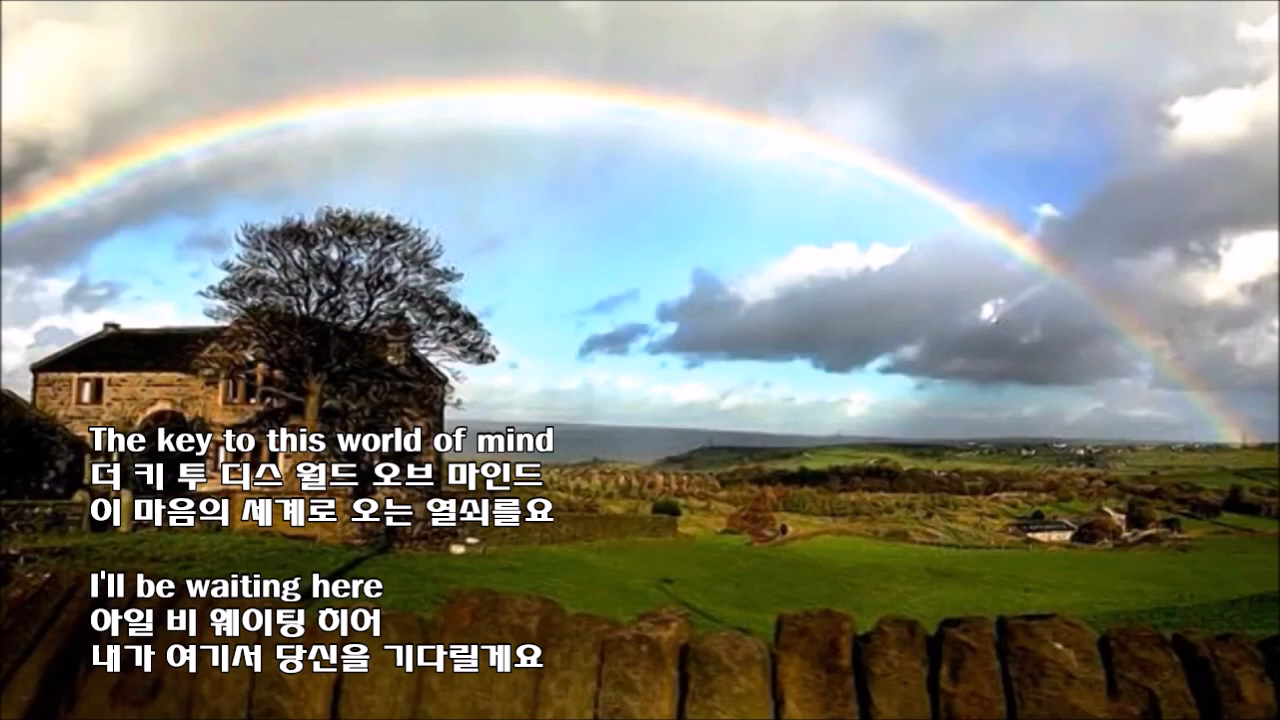 The key to this world of mind
더 키 투 디스 월드 오브 마인드
이 마음의 세계로 오는 열쇠를요
I'll be waiting here
아일 비 웨이팅 히어
내가 여기서 당신을 기다릴게요